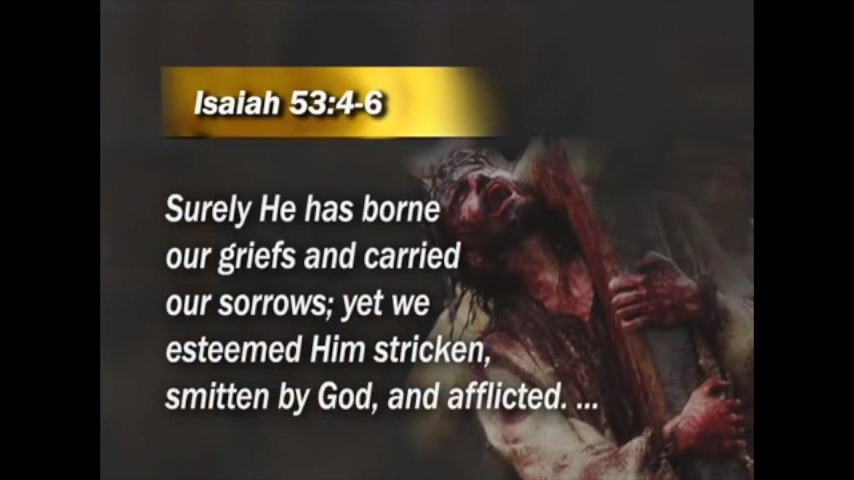 Isaiah 53:4-6
Surely He has borne
our griefs and carried
our sorrows; yet we
esteemed Him stricken,
smitten by God, and afflicted. ...